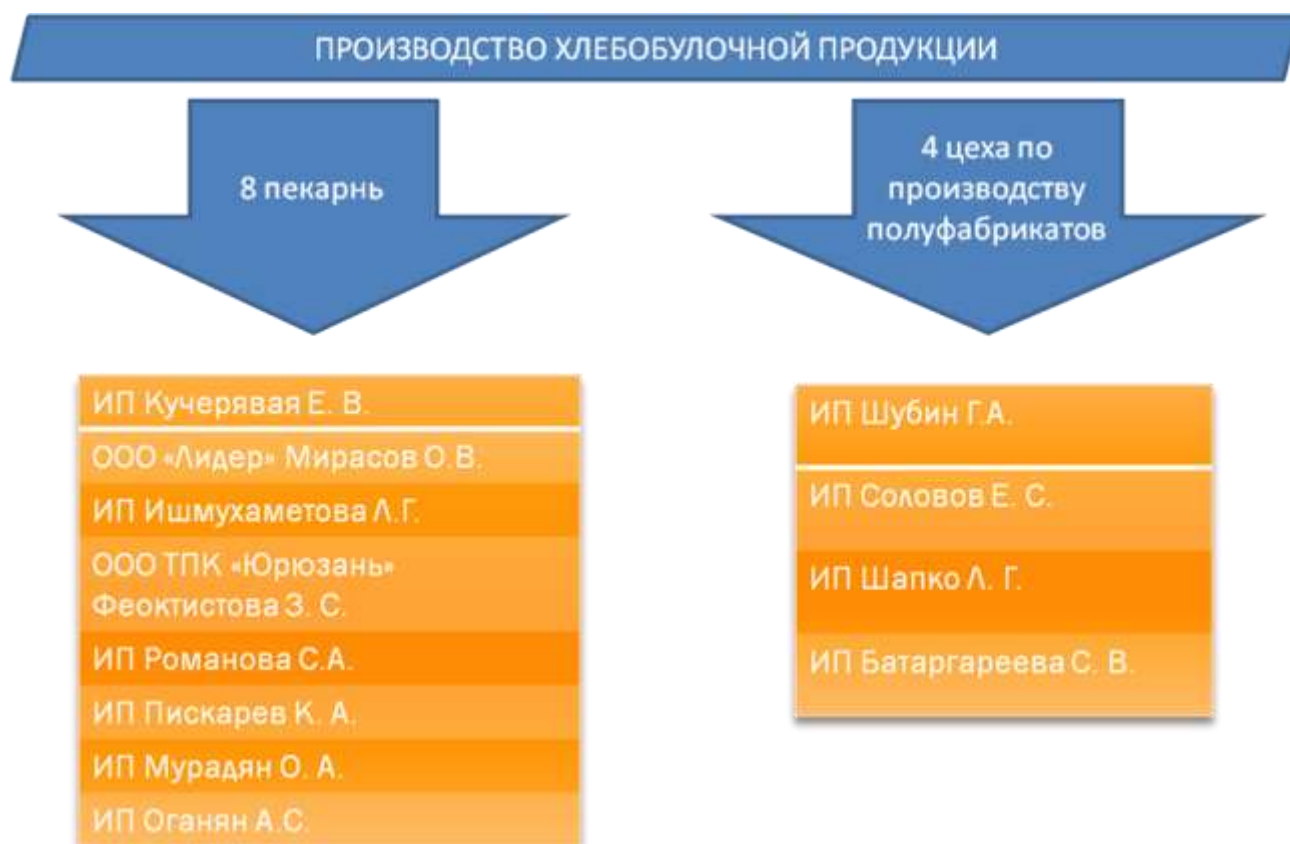 ПРОИЗВОДСТВО ХЛЕБОБУЛОЧНОЙ ПРОДУКЦИИ
8 пекарнь
4 цеха по
производству
полуфабрикатов
ИП Кучерявая Е. В.
ООО «Лидер» Мирасов О.В.
ИП Ишмухаметова Л.Г.
ООО ТПК «Юрюзань»
Феоктистова З. С.
ИП Романова С.А.
ИП Пискарев К. А.
ИП Мурадян О. А.
ИП Оганян А.С.
ИП Шубин Г.А.
ИП Соловов Е. С.
ИП Шапко Л. Г.
ИП Батаргареева С. В.